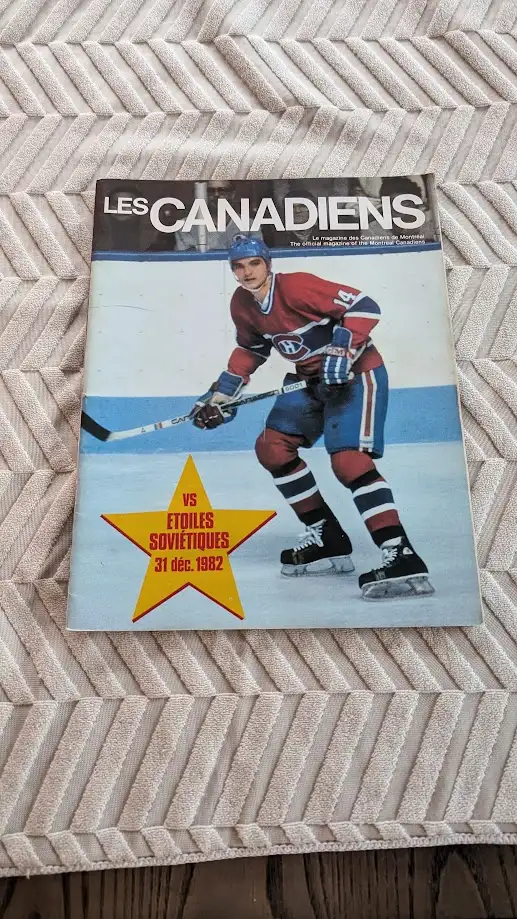 LES CANADIENS
Le magazine des Canadiens de Montréal
The official magazine of the Montreal Canadiens
14
VS
ETOILES
SOVIÉTIQUES
31 déc. 1982